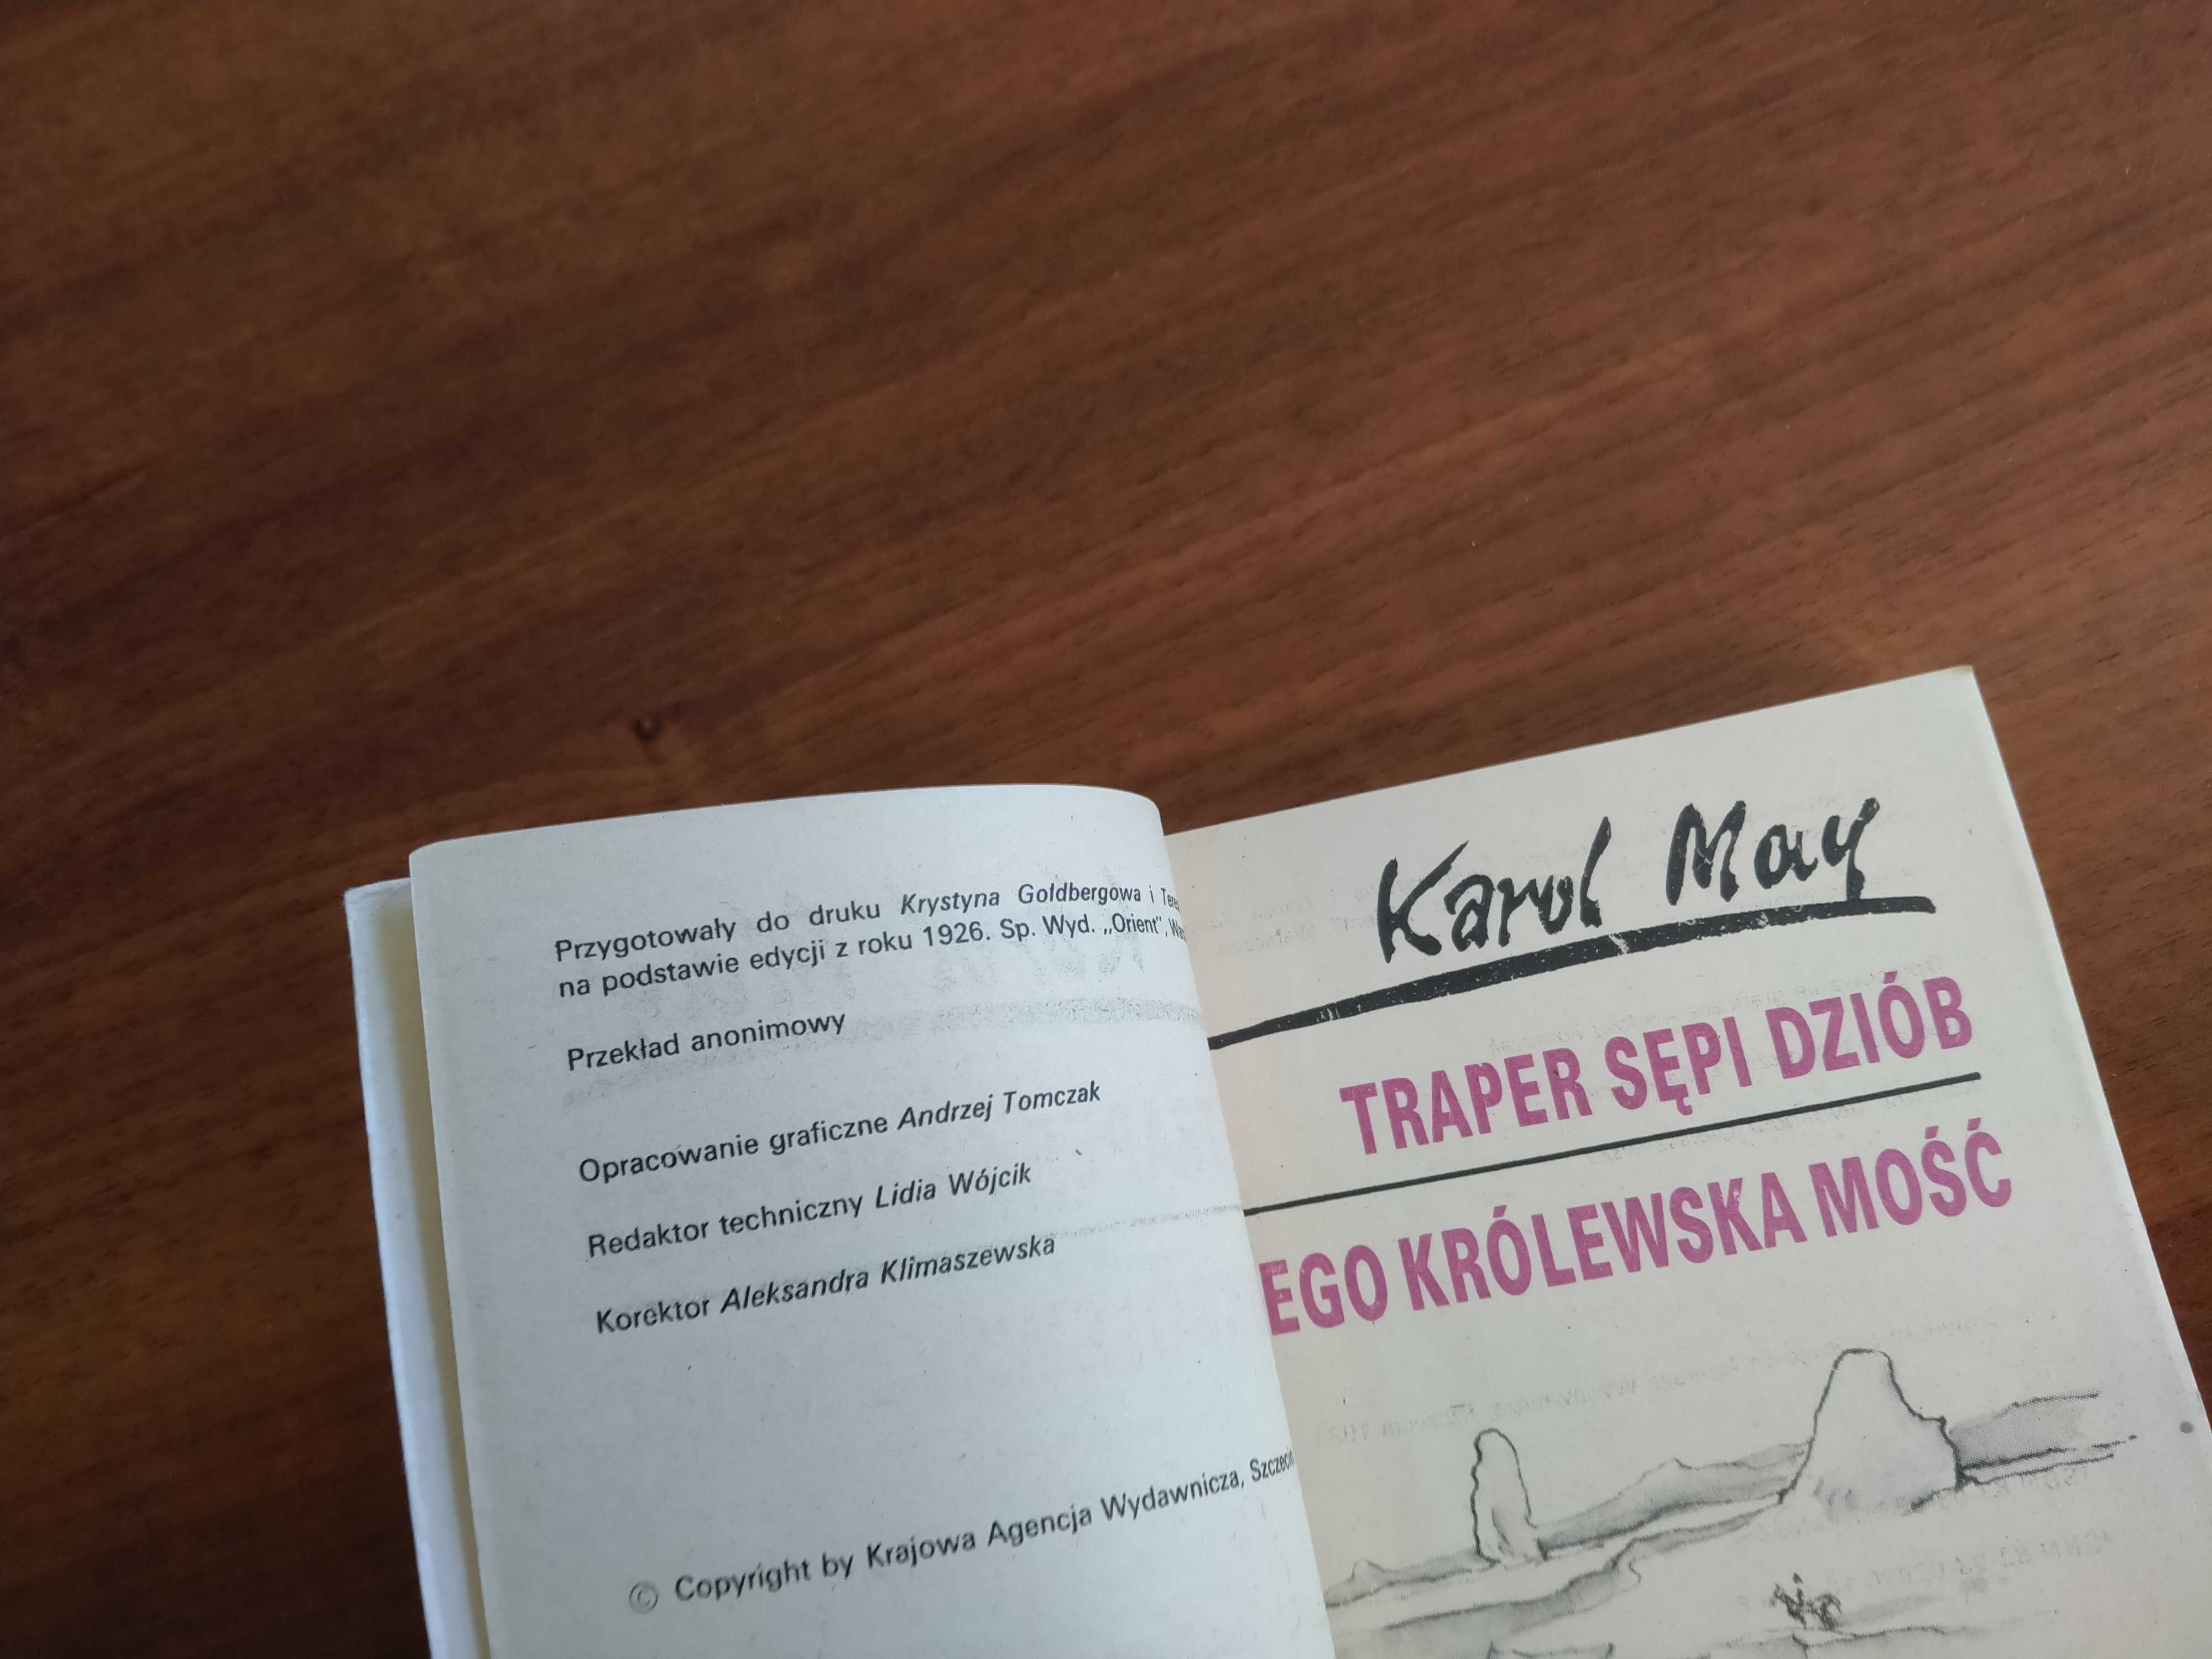 Przygotowały do druku Krystyna Goldbergowa i
na podstawie edycji z roku 1926. Sp. Wyd. „Orient",
Przekład anonimowy
Opracowanie graficzne Andrzej Tomczak
Redaktor techniczny Lidia Wójcik
Korektor Aleksandra Klimaszewska
© Copyright by Krajowa Agencja Wydawnicza, Szczecin
Karol May
TRAPER SĘPI DZIÓB
EGO KRÓLEWSKA MOŚĆ